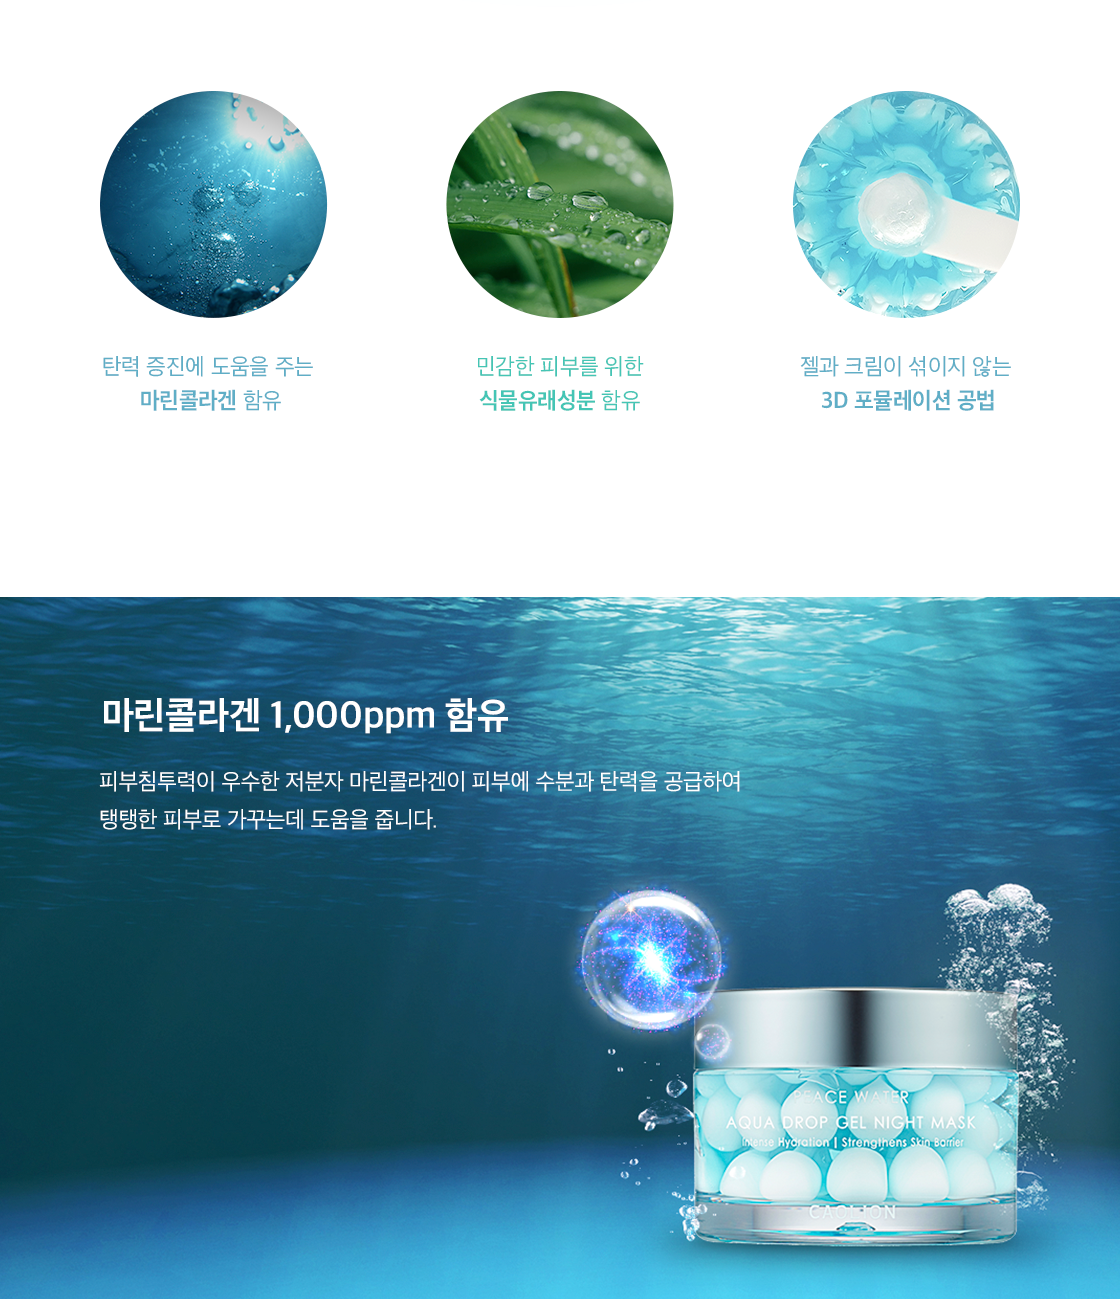 탄력 증진에 도움을 주는
마린콜라겐 함유
민감한 피부를 위한
식물유래성분 함유
젤과 크림이 섞이지 않는
3D 포뮬레이션 공법
마린콜라겐 1,000ppm 함유
피부침투력이 우수한 저분자 마린콜라겐이 피부에 수분과 탄력을 공급하여
탱탱한 피부로 가꾸는데 도움을 줍니다.
PEACE WATER
AQUA DROP GEL NIGHT MASK
Intense Hydration | Strengthens Skin Barrier
CAOLION